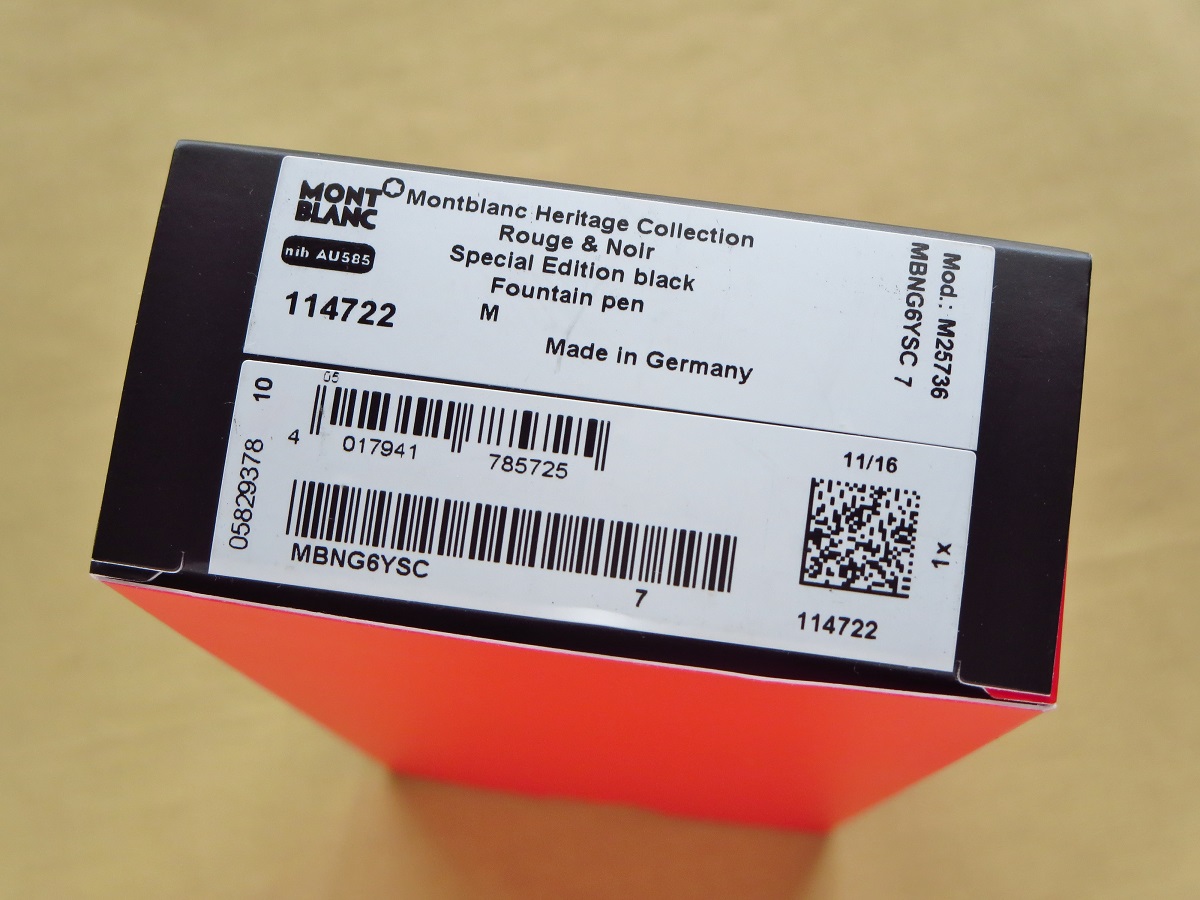 MONT
BLANC
nib AU585
114722
Montblanc Heritage Collection
Rouge & Noir
Special Edition black
Fountain pen
M
Made in Germany
Mod.: M25736
MBNG6YSC 7
10
05829378
05
4 017941 785725
MBNG6YSC
7
11/16
x 1
114722